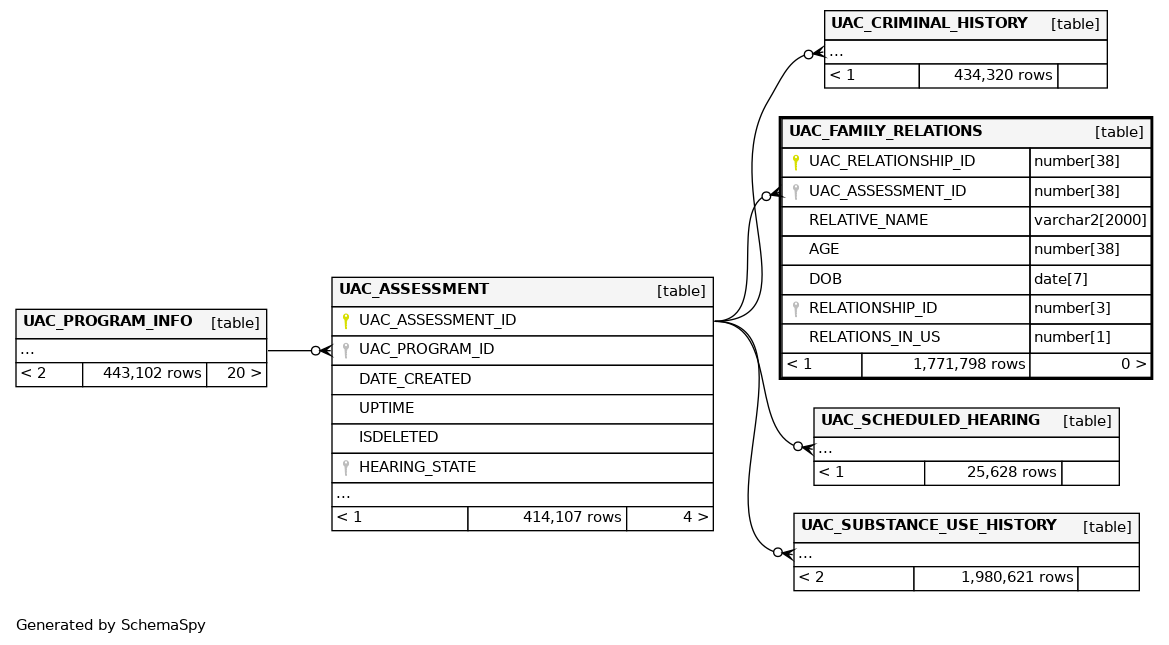 UAC_CRIMINAL_HISTORY [table]
...
< 1 434,320 rows
UAC_FAMILY_RELATIONS [table]
UAC_RELATIONSHIP_ID number[38]
UAC_ASSESSMENT_ID number[38]
RELATIVE_NAME varchar2[2000]
AGE number[38]
DOB date[7]
RELATIONSHIP_ID number[3]
RELATIONS_IN_US number[1]
< 1 1,771,798 rows 0 >
UAC_ASSESSMENT [table]
UAC_ASSESSMENT_ID
UAC_PROGRAM_ID
DATE_CREATED
UPTIME
ISDELETED
HEARING_STATE
...
< 1 414,107 rows 4 >
UAC_PROGRAM_INFO [table]
...
< 2 443,102 rows 20 >
UAC_SCHEDULED_HEARING [table]
...
< 1 25,628 rows
UAC_SUBSTANCE_USE_HISTORY [table]
...
< 2 1,980,621 rows
Generated by SchemaSpy